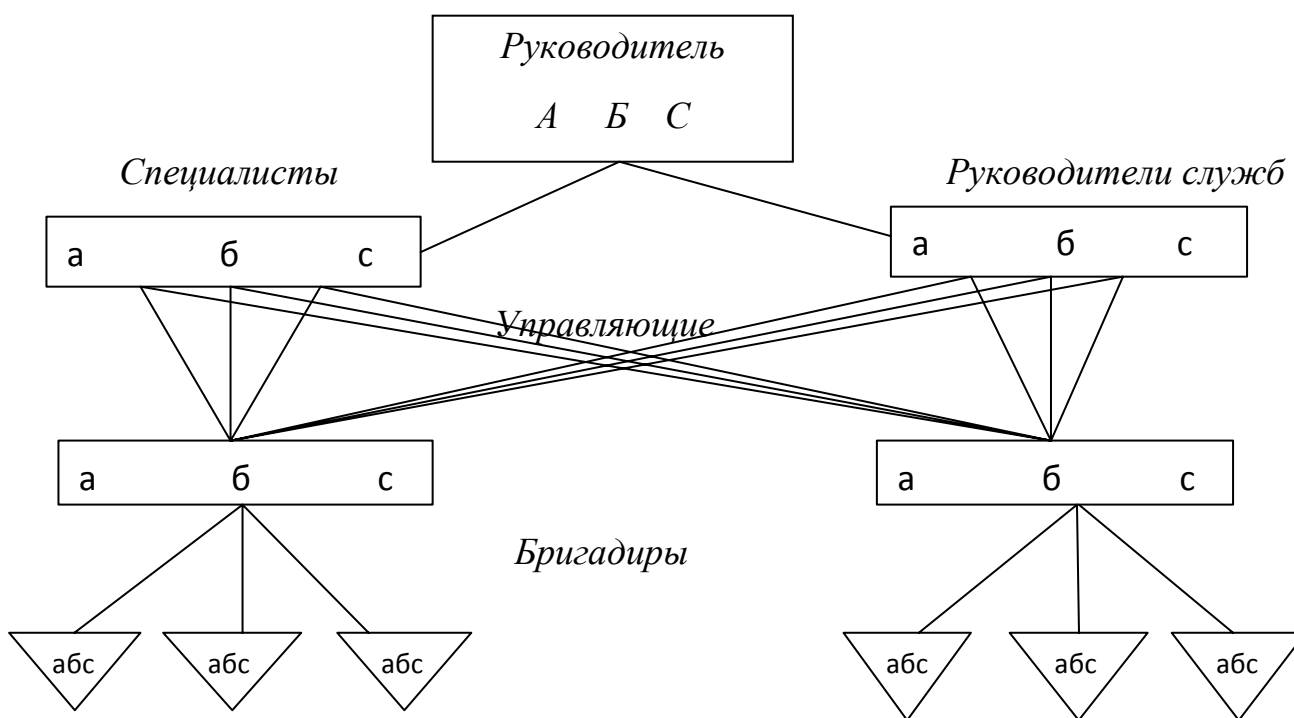 Руководитель
А Б С
Специалисты
Руководители служб
а б с
а б с
Управляющие
а б с
а б с
Бригадиры
абс
абс
абс
абс
абс
абс